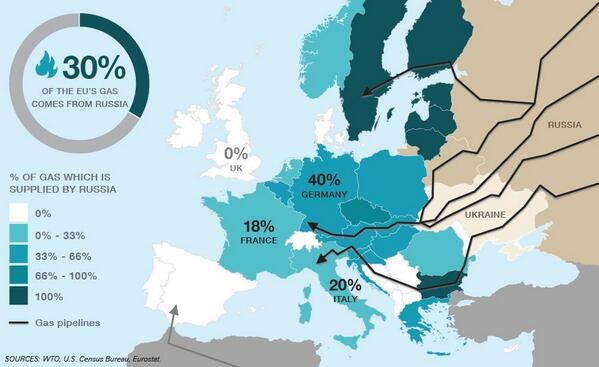 30%
OF THE EU'S GAS
COMES FROM RUSSIA
% OF GAS WHICH IS
SUPPLIED BY RUSSIA
0%
0% - 33%
33% - 66%
66% - 100%
100%
Gas pipelines
0%
UK
40%
GERMANY
18%
FRANCE
20%
ITALY
RUSSIA
UKRAINE
SOURCES: WTO, U.S. Census Bureau, Eurostat.